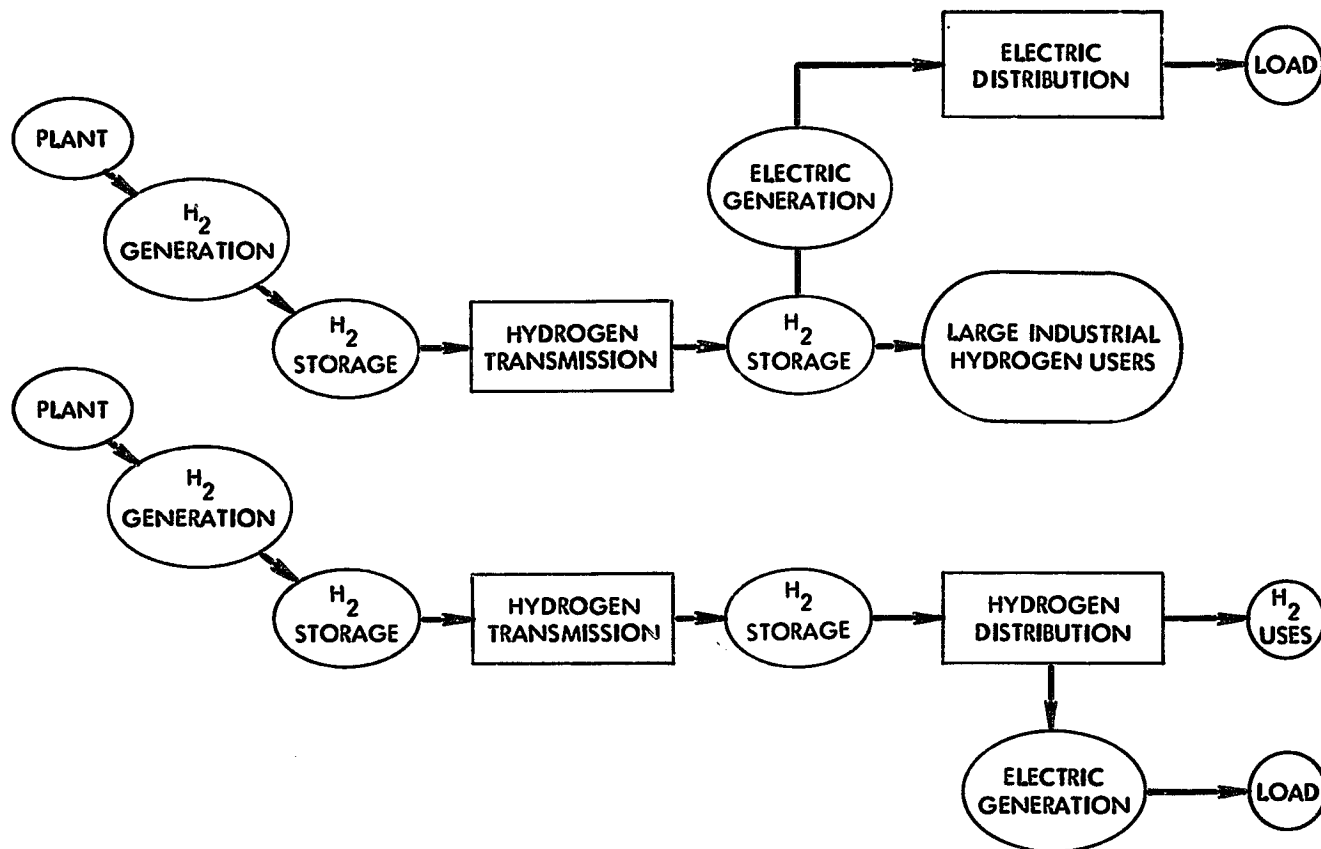 ELECTRIC
DISTRIBUTION
LOAD
PLANT
ELECTRIC
GENERATION
H2
GENERATION
H2
STORAGE
HYDROGEN
TRANSMISSION
H2
STORAGE
LARGE INDUSTRIAL
HYDROGEN USERS
PLANT
H2
GENERATION
H2
STORAGE
HYDROGEN
TRANSMISSION
H2
STORAGE
HYDROGEN
DISTRIBUTION
H2
USES
ELECTRIC
GENERATION
LOAD